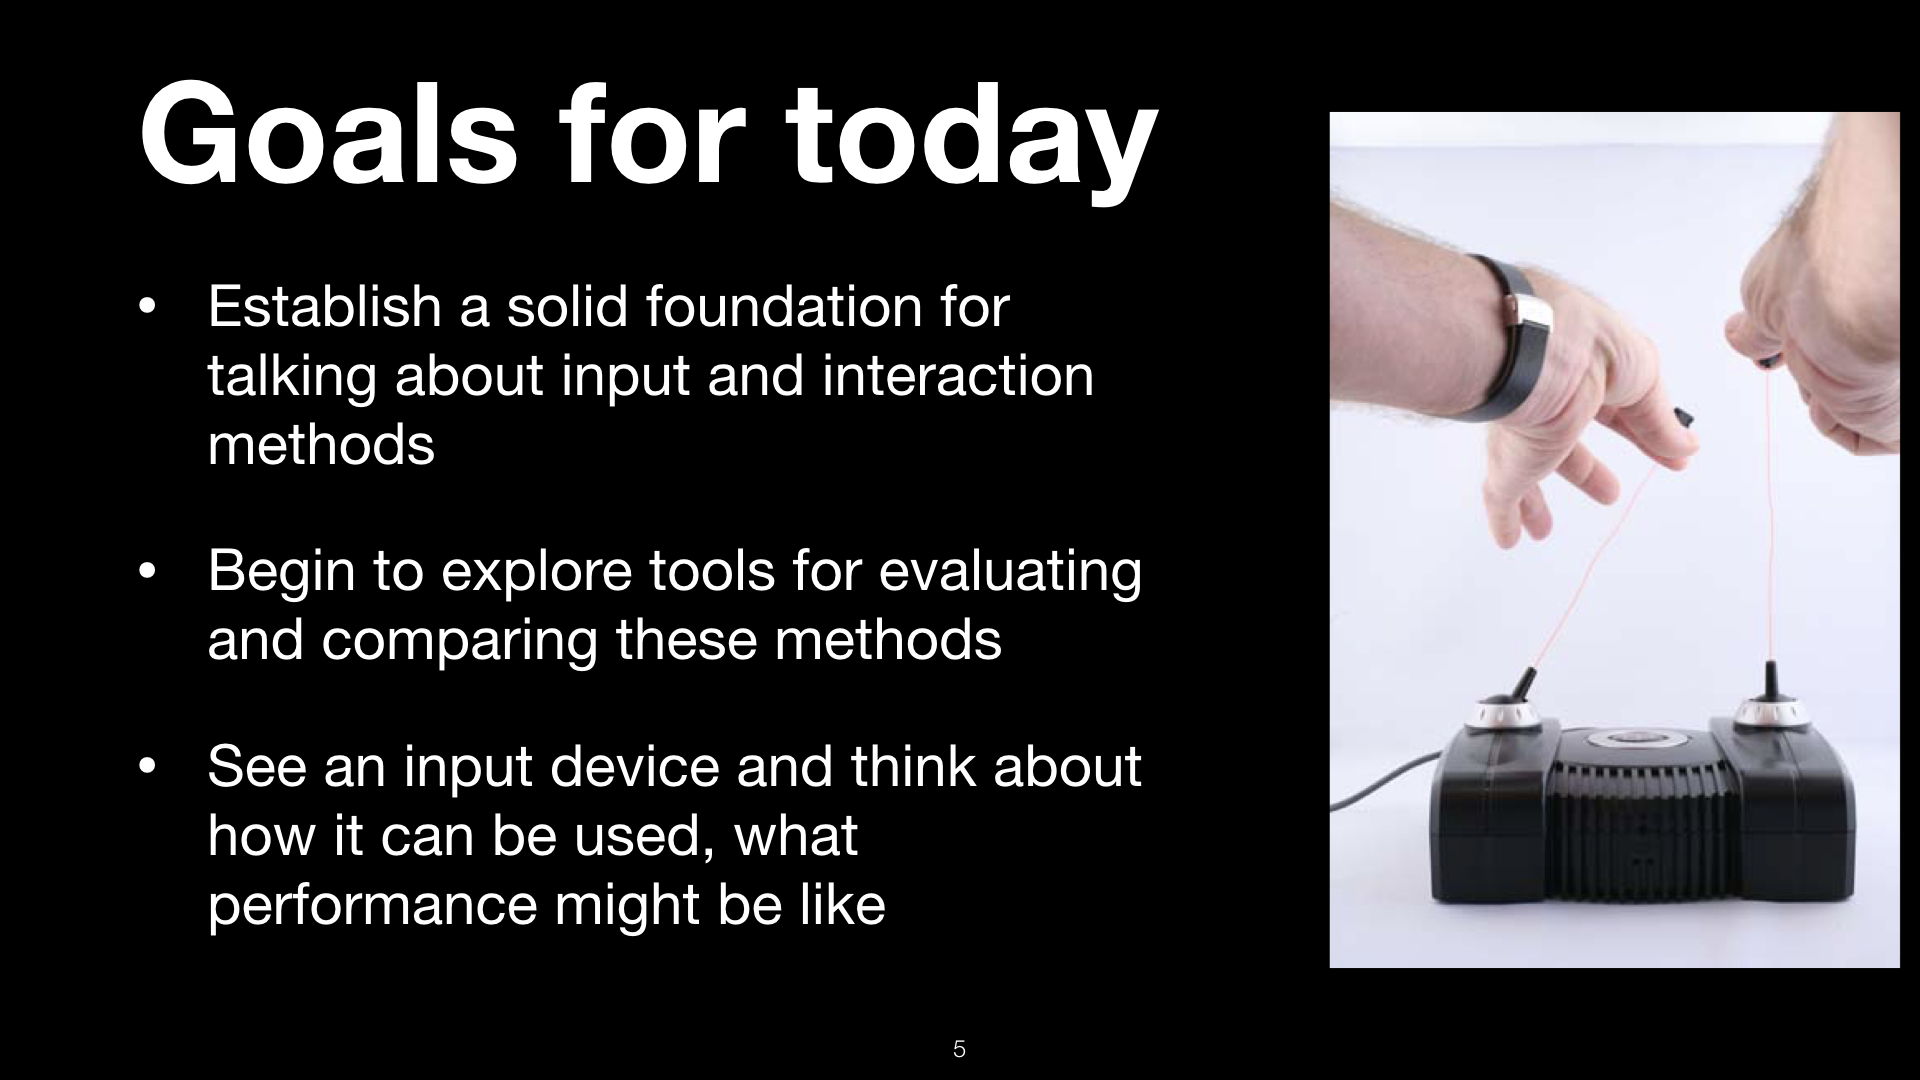 Goals for today
• Establish a solid foundation for
talking about input and interaction
methods
• Begin to explore tools for evaluating
and comparing these methods
• See an input device and think about
how it can be used, what
performance might be like
5